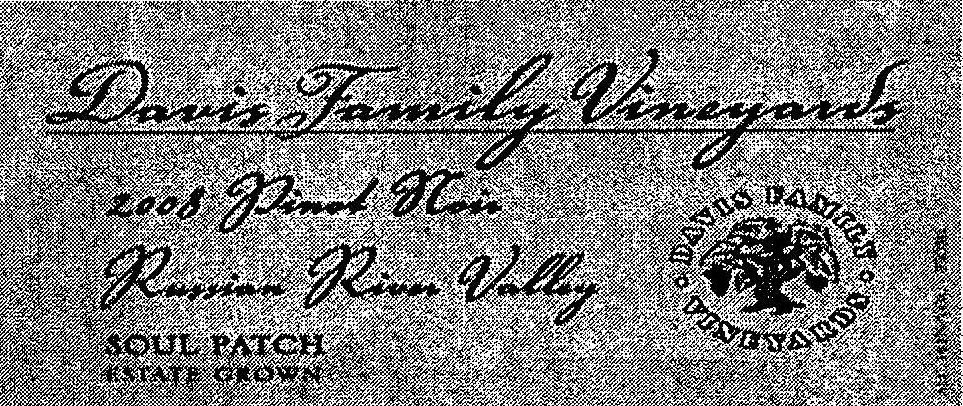 Davis Family Vineyards
2008 Pinot Noir
Russian River Valley
SOUL PATCH
ESTATE GROWN
DAVIS FAMILY
VINEYARDS